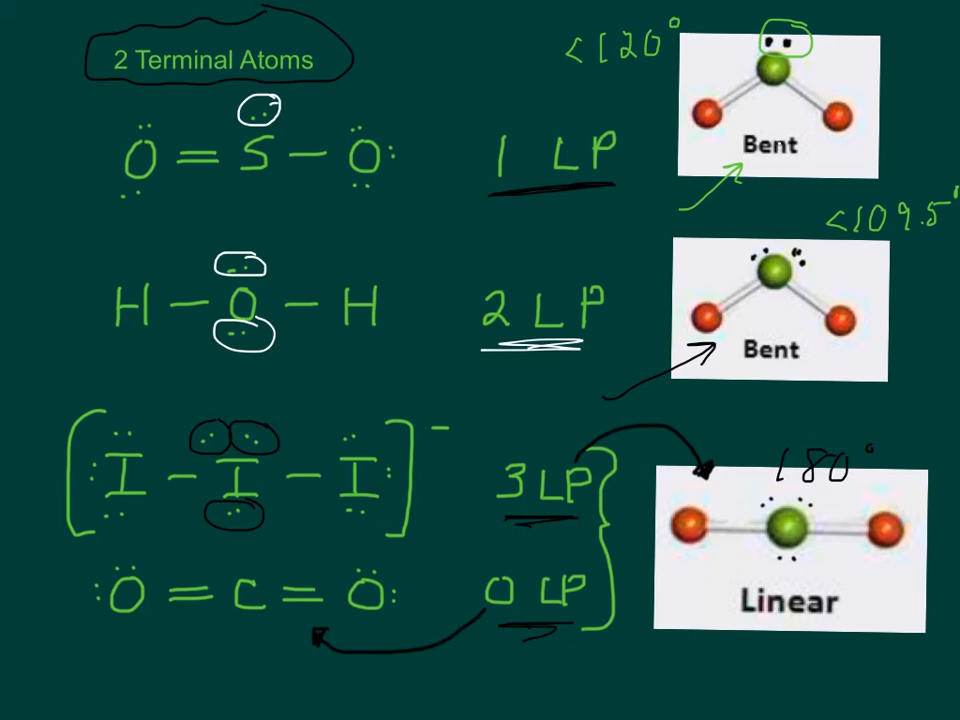 2 Terminal Atoms
<120°
O = S – O
1 LP
Bent
<109.5°
H – O – H
2 LP
Bent
[I – I – I]⁻
3 LP
180°
O = C = O
0 LP
Linear